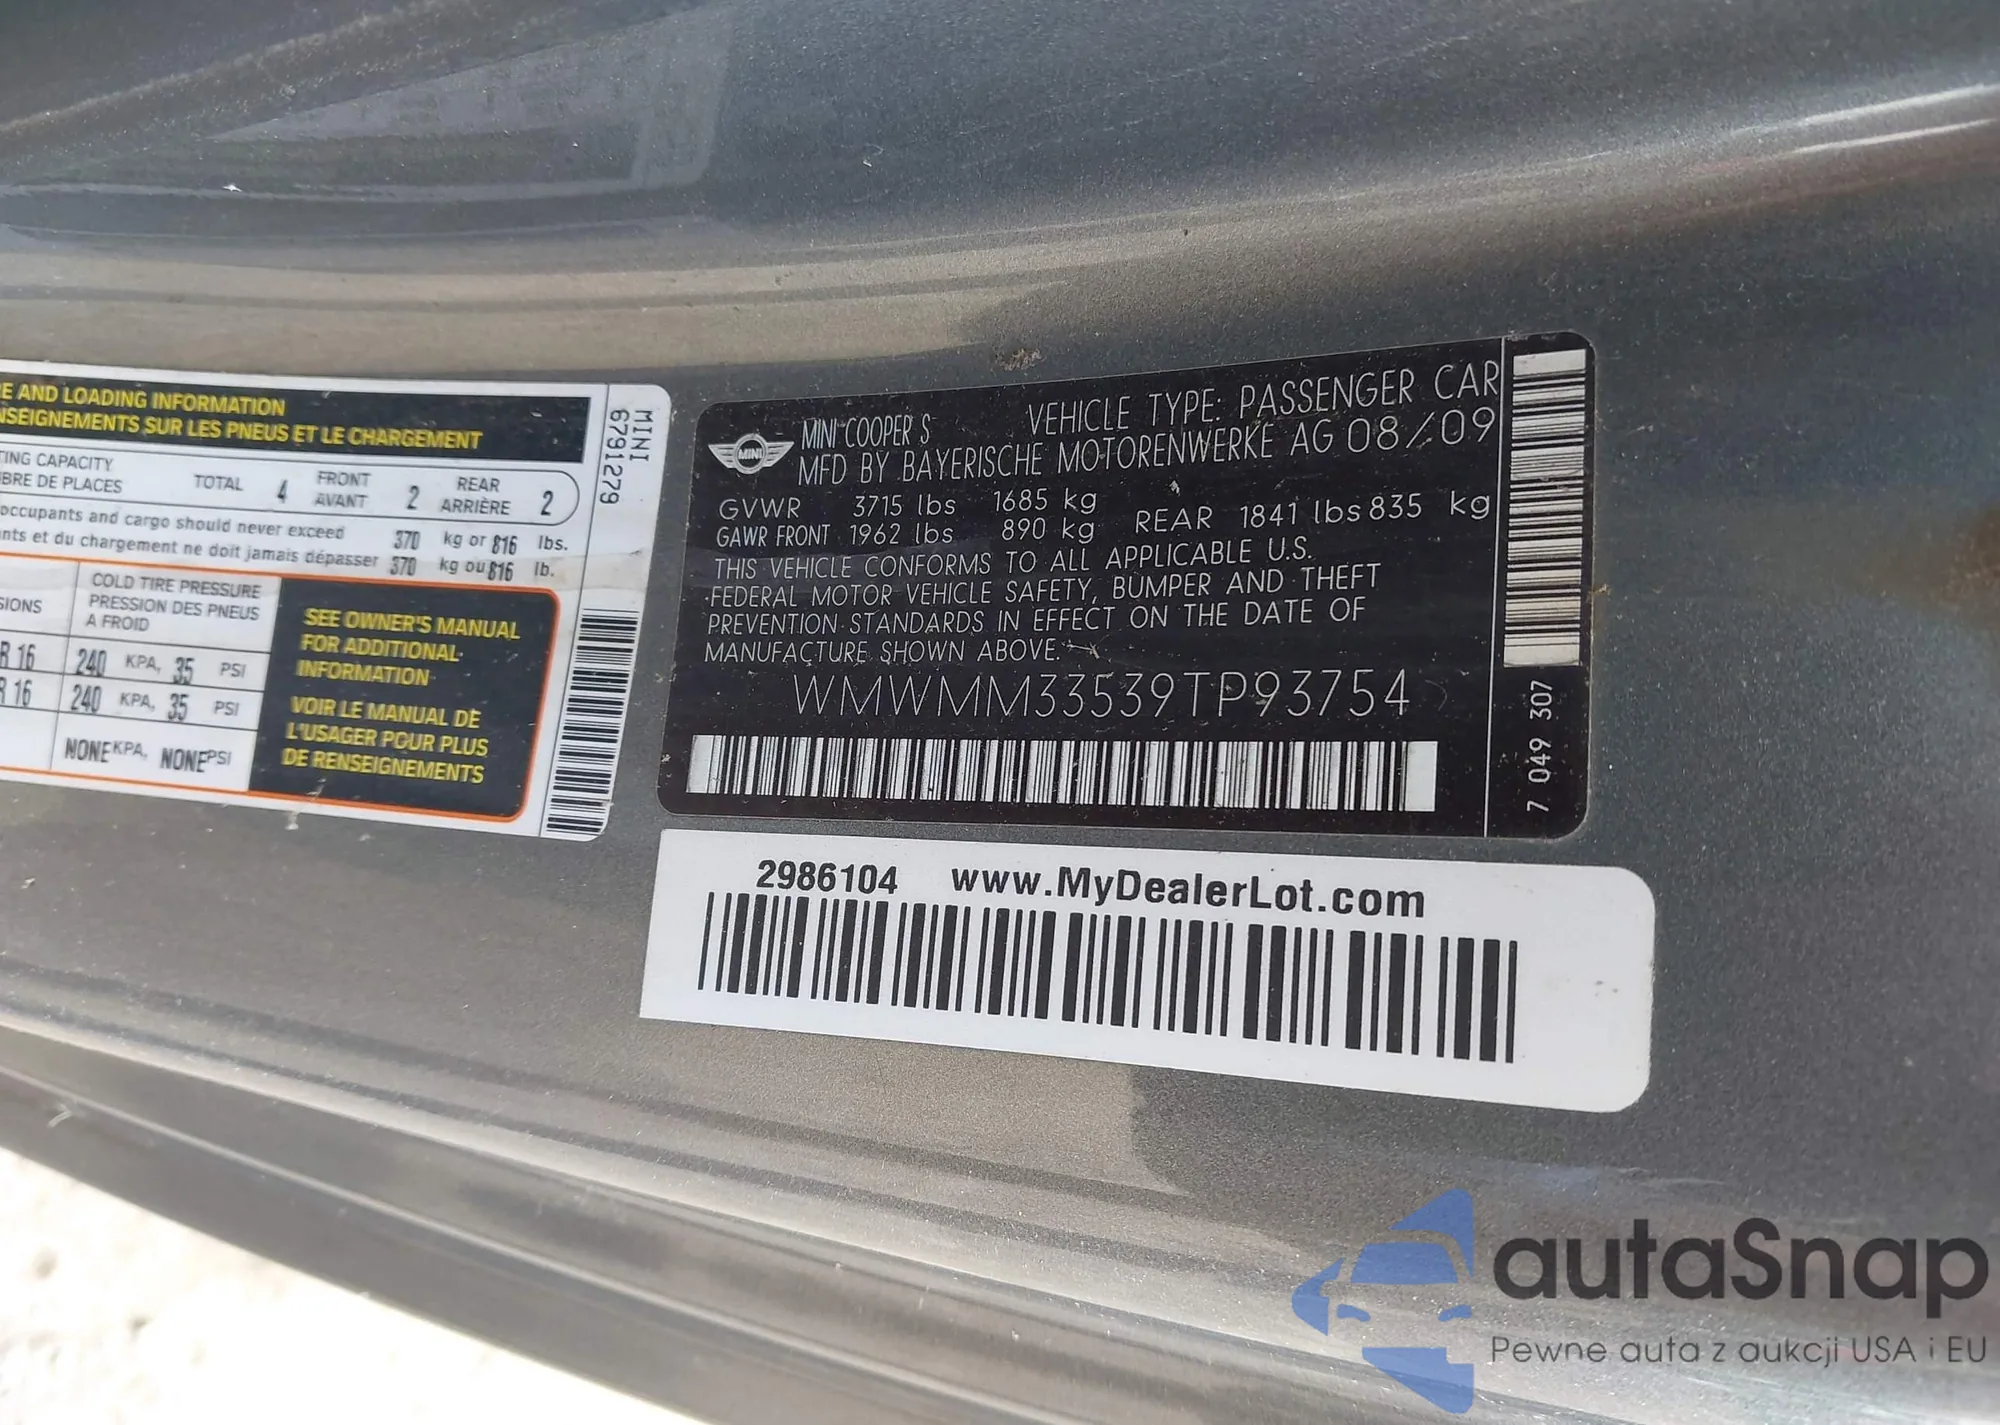 E AND LOADING INFORMATION
NSEIGNEMENTS SUR LES PNEUS ET LE CHARGEMENT
TING CAPACITY
BRE DE PLACES
TOTAL 4
FRONT
AVANT 2
REAR
ARRIÈRE 2
occupants and cargo should never exceed 370 kg or 816 lbs.
nts et du chargement ne doit jamais dépasser 370 kg ou 816 lb.
SIONS
COLD TIRE PRESSURE
PRESSION DES PNEUS
A FROID
R 16 240 KPA, 35 PSI
R 16 240 KPA, 35 PSI
NONE KPA, NONE PSI
SEE OWNER'S MANUAL
FOR ADDITIONAL
INFORMATION
VOIR LE MANUAL DE
L'USAGER POUR PLUS
DE RENSEIGNEMENTS
MINI
6791279
MINI
MINI COOPER S VEHICLE TYPE: PASSENGER CAR
MFD BY BAYERISCHE MOTORENWERKE AG 08/09
GVWR 3715 lbs 1685 kg
GAWR FRONT 1962 lbs 890 kg REAR 1841 lbs 835 kg
THIS VEHICLE CONFORMS TO ALL APPLICABLE U.S.
FEDERAL MOTOR VEHICLE SAFETY, BUMPER AND THEFT
PREVENTION STANDARDS IN EFFECT ON THE DATE OF
MANUFACTURE SHOWN ABOVE.
WMWMM33539TP93754
7 049 307
2986104 www.MyDealerLot.com
autaSnap
Pewne auta z aukcji USA i EU